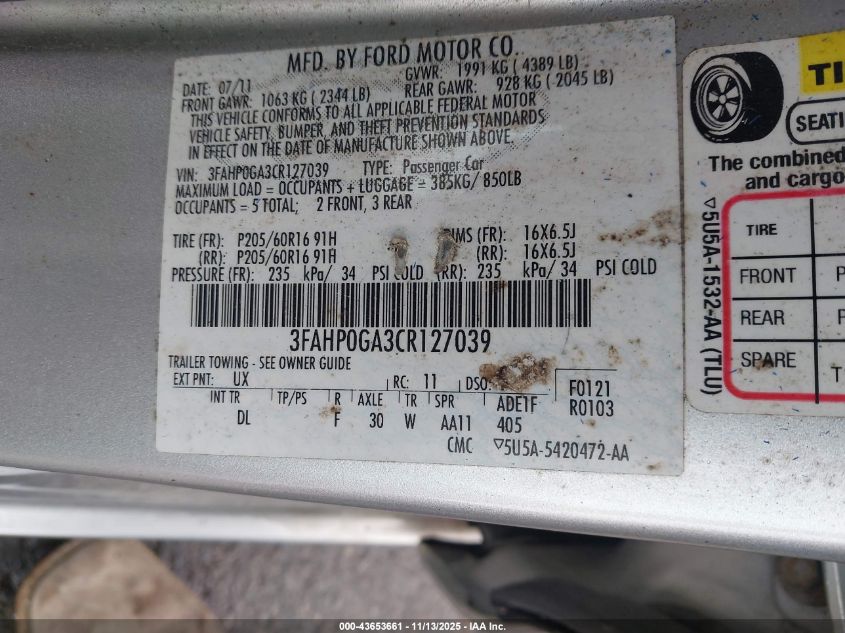 MFD. BY FORD MOTOR CO.
DATE: 07/11 GVWR: 1991 KG ( 4389 LB)
FRONT GAWR: 1063 KG ( 2344 LB) REAR GAWR: 928 KG ( 2045 LB)
THIS VEHICLE CONFORMS TO ALL APPLICABLE FEDERAL MOTOR
VEHICLE SAFETY, BUMPER, AND THEFT PREVENTION STANDARDS
IN EFFECT ON THE DATE OF MANUFACTURE SHOWN ABOVE.
VIN: 3FAHP0GA3CR127039 TYPE: Passenger Car
MAXIMUM LOAD = OCCUPANTS + LUGGAGE = 385KG/ 850LB
OCCUPANTS = 5 TOTAL; 2 FRONT, 3 REAR
TIRE (FR): P205/60R16 91H RIMS (FR): 16X6.5J
(RR): P205/60R16 91H (RR): 16X6.5J
PRESSURE (FR): 235 kPa/ 34 PSI COLD (RR): 235 kPa/ 34 PSI COLD
3FAHP0GA3CR127039
TRAILER TOWING - SEE OWNER GUIDE
EXT PNT: UX RC: 11 DSO: F0121
INT TR TP/PS R AXLE TR SPR ADE1F R0103
DL F 30 W AA11 405
CMC ▽5U5A-5420472-AA
TI
SEATI
The combined
and cargo
TIRE
FRONT P
REAR
SPARE T
▽5U5A-1532-AA (TLU)
000-43653661 - 11/13/2025 - IAA Inc.